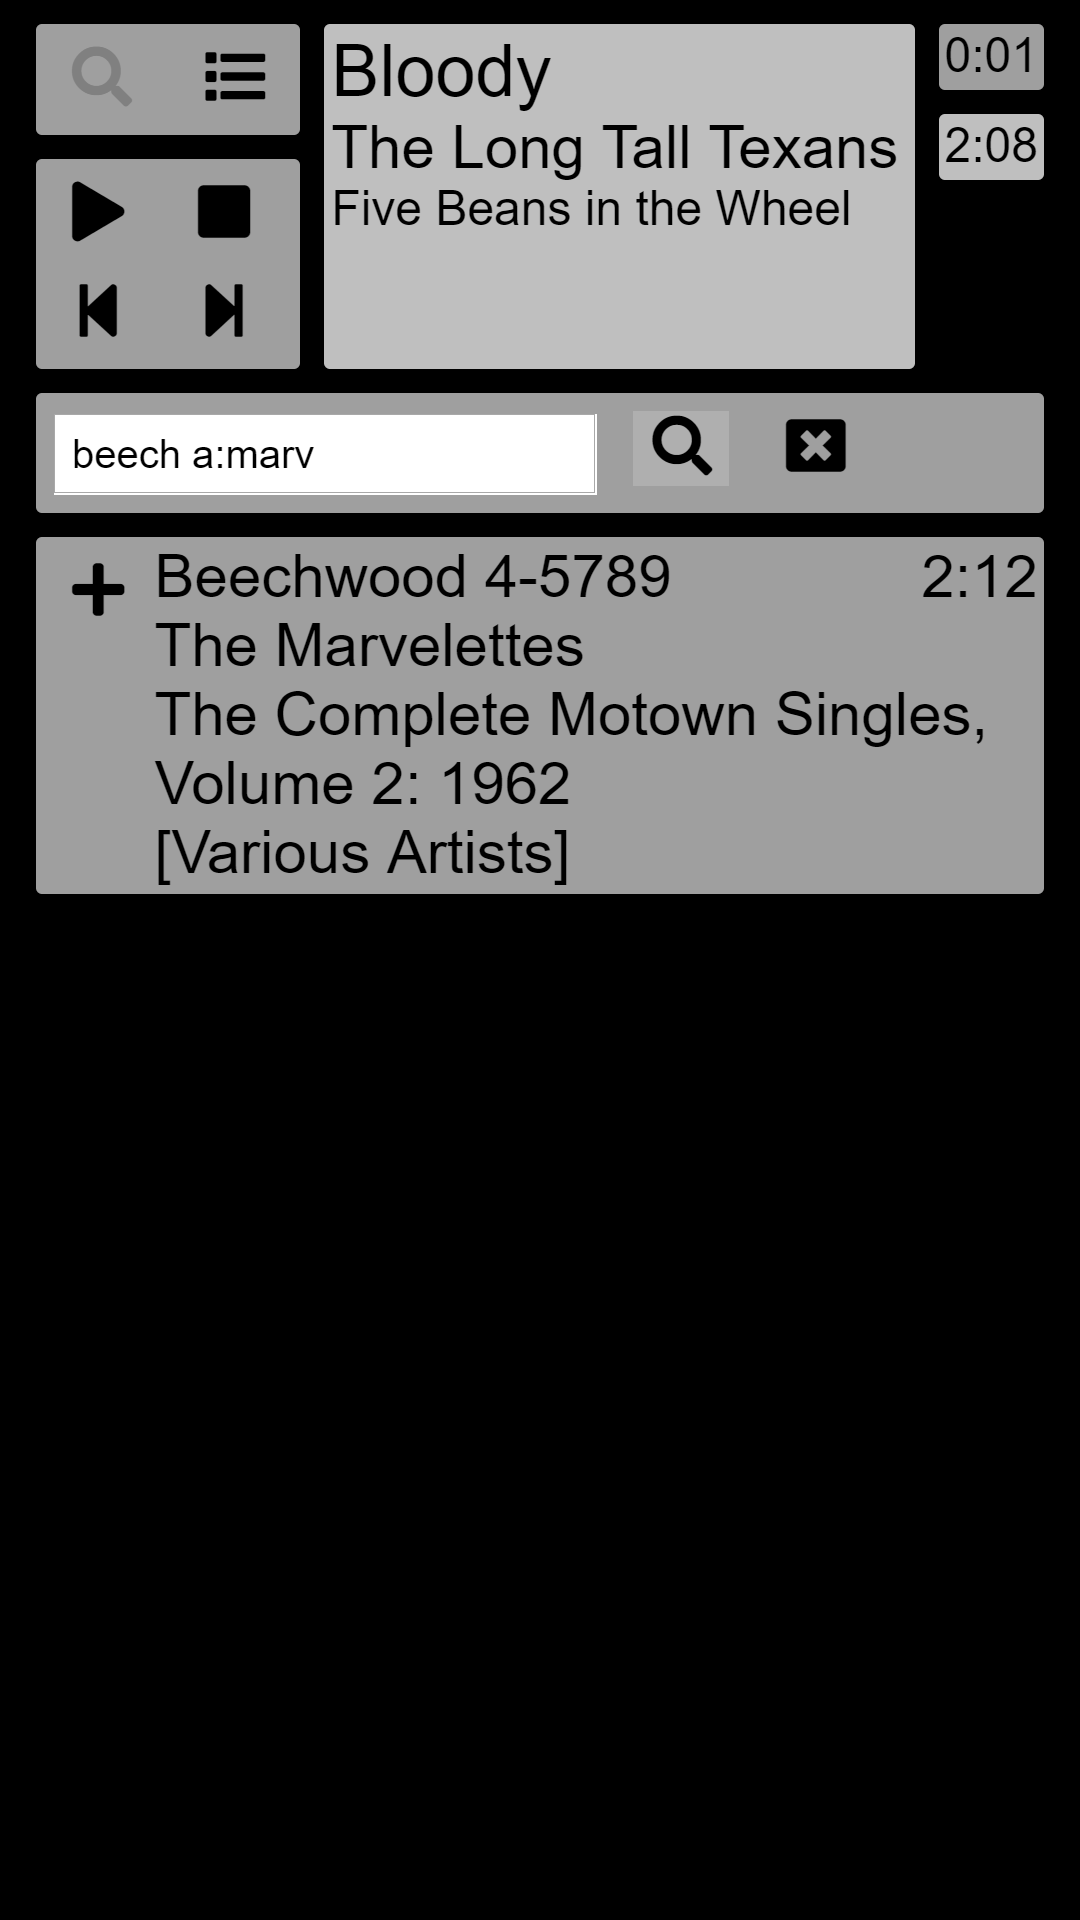 Bloody
The Long Tall Texans
Five Beans in the Wheel
0:01
2:08
beech a:marv
Beechwood 4-5789 2:12
The Marvelettes
The Complete Motown Singles,
Volume 2: 1962
[Various Artists]